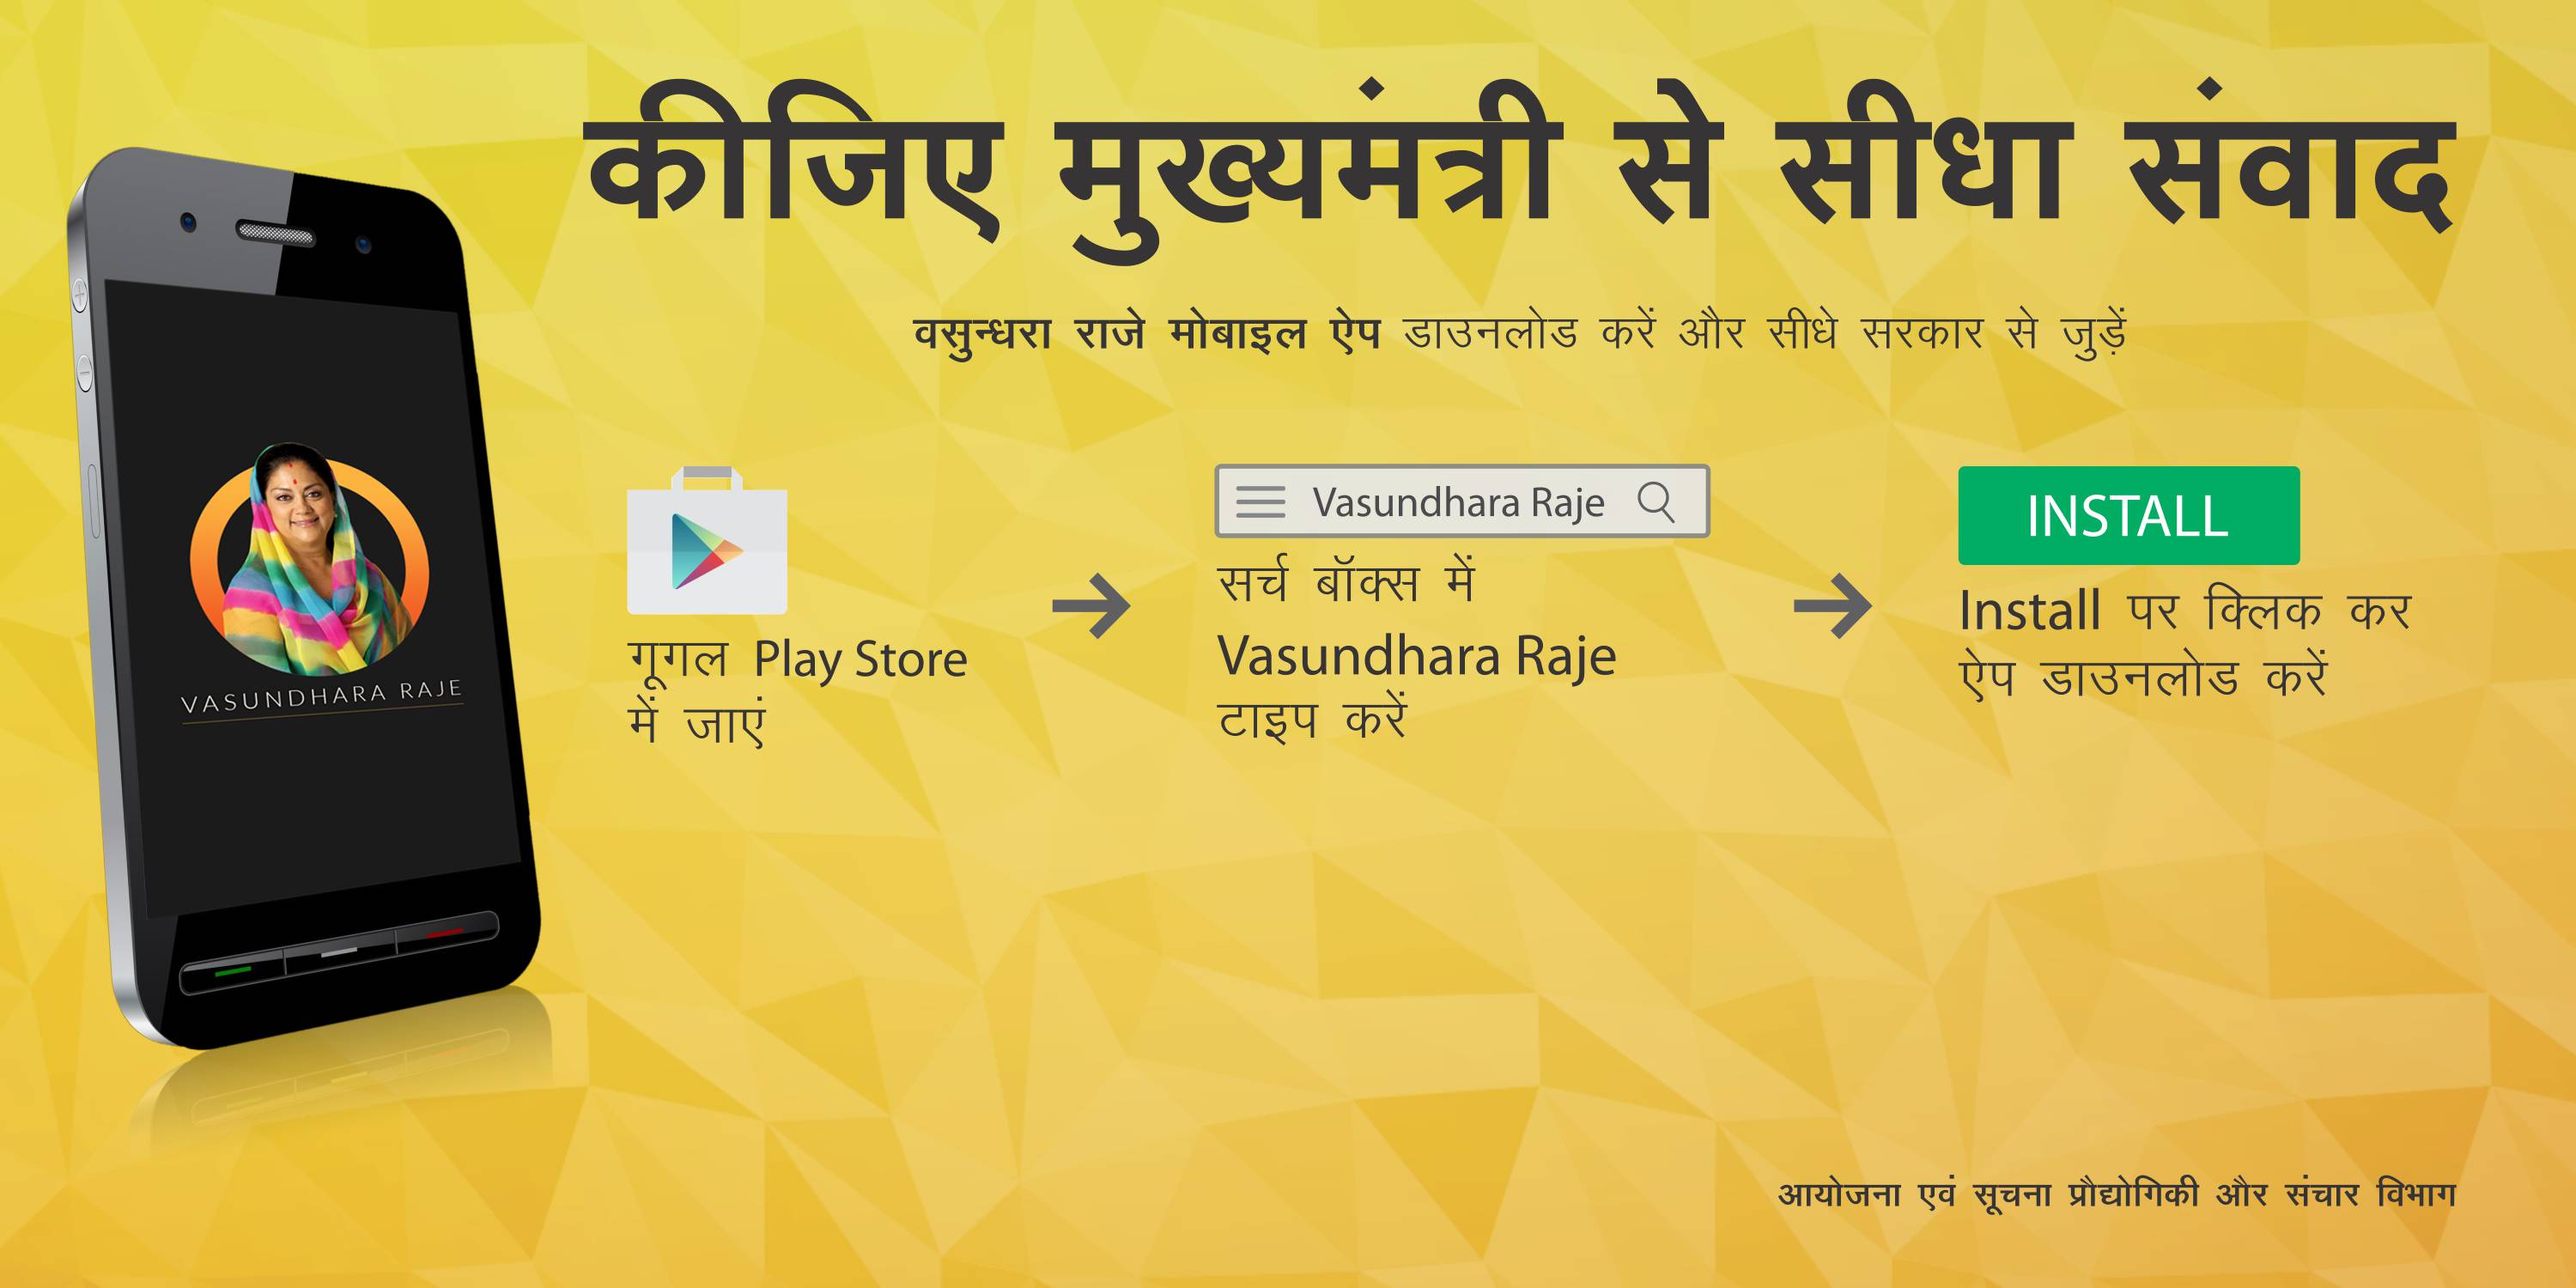 कीजिए मुख्यमंत्री से सीधा संवाद
वसुन्धरा राजे मोबाइल ऐप डाउनलोड करें और सीधे सरकार से जुड़ें
VASUNDHARA RAJE
गूगल Play Store
में जाएं
Vasundhara Raje
सर्च बॉक्स में
Vasundhara Raje
टाइप करें
INSTALL
Install पर क्लिक कर
ऐप डाउनलोड करें
आयोजना एवं सूचना प्रौद्योगिकी और संचार विभाग